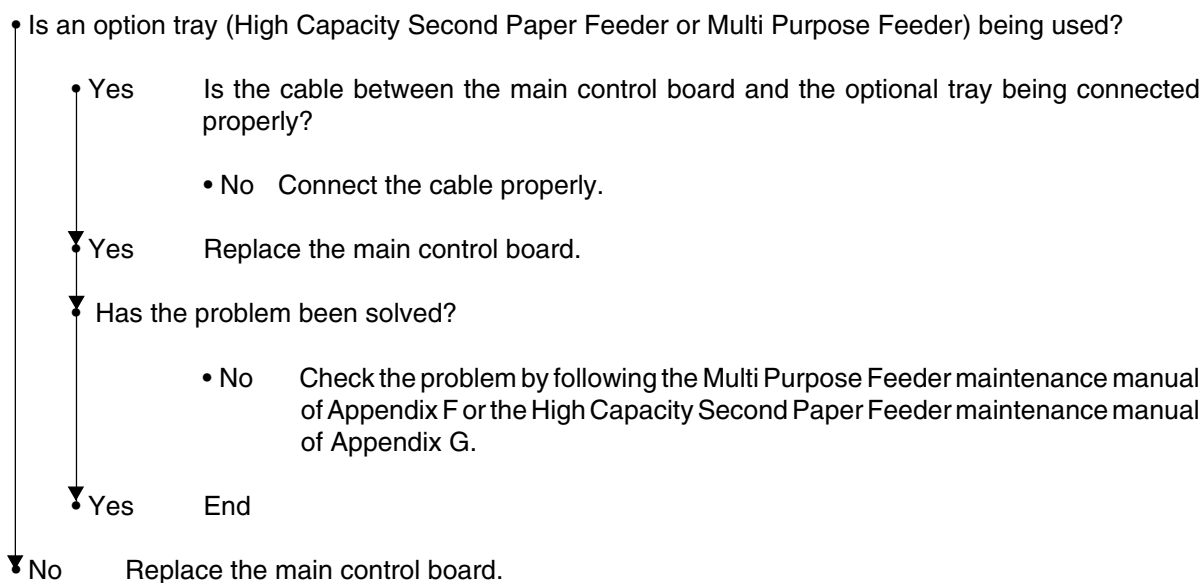 • Is an option tray (High Capacity Second Paper Feeder or Multi Purpose Feeder) being used?
• Yes Is the cable between the main control board and the optional tray being connected
properly?
• No Connect the cable properly.
• Yes Replace the main control board.
• Has the problem been solved?
• No Check the problem by following the Multi Purpose Feeder maintenance manual
of Appendix F or the High Capacity Second Paper Feeder maintenance manual
of Appendix G.
• Yes End
• No Replace the main control board.